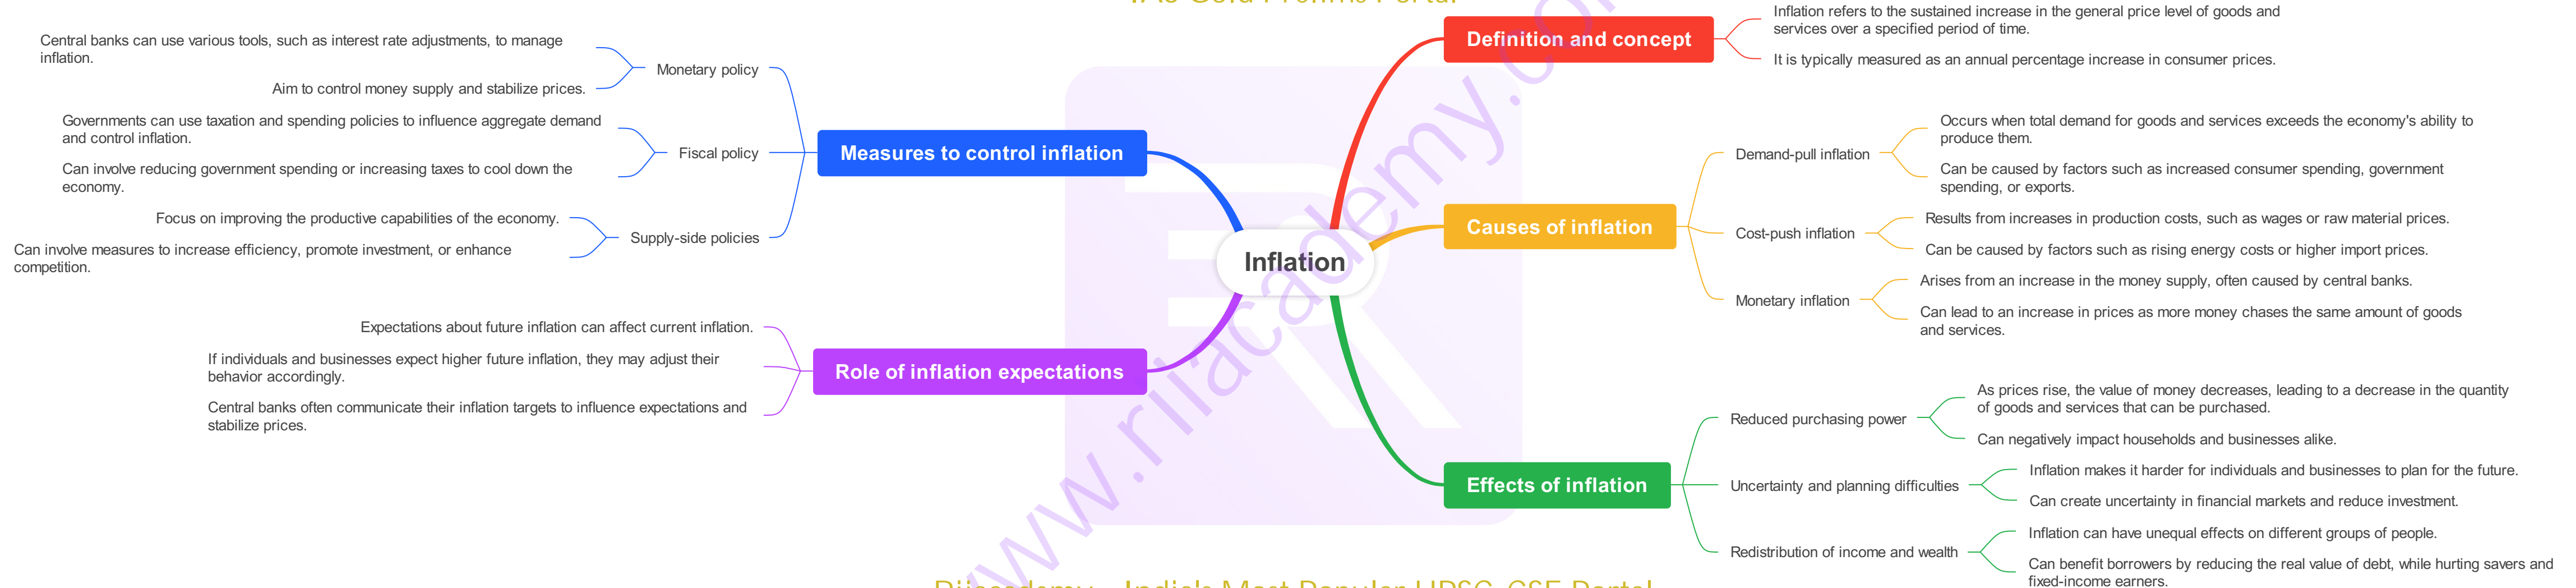 Inflation
Definition and concept
Inflation refers to the sustained increase in the general price level of goods and
services over a specified period of time.
It is typically measured as an annual percentage increase in consumer prices.
Causes of inflation
Demand-pull inflation
Occurs when total demand for goods and services exceeds the economy's ability to
produce them.
Can be caused by factors such as increased consumer spending, government
spending, or exports.
Cost-push inflation
Results from increases in production costs, such as wages or raw material prices.
Can be caused by factors such as rising energy costs or higher import prices.
Monetary inflation
Arises from an increase in the money supply, often caused by central banks.
Can lead to an increase in prices as more money chases the same amount of goods
and services.
Effects of inflation
Reduced purchasing power
As prices rise, the value of money decreases, leading to a decrease in the quantity
of goods and services that can be purchased.
Can negatively impact households and businesses alike.
Uncertainty and planning difficulties
Inflation makes it harder for individuals and businesses to plan for the future.
Can create uncertainty in financial markets and reduce investment.
Redistribution of income and wealth
Inflation can have unequal effects on different groups of people.
Can benefit borrowers by reducing the real value of debt, while hurting savers and
fixed-income earners.
Measures to control inflation
Monetary policy
Central banks can use various tools, such as interest rate adjustments, to manage
inflation.
Aim to control money supply and stabilize prices.
Fiscal policy
Governments can use taxation and spending policies to influence aggregate demand
and control inflation.
Can involve reducing government spending or increasing taxes to cool down the
economy.
Supply-side policies
Focus on improving the productive capabilities of the economy.
Can involve measures to increase efficiency, promote investment, or enhance
competition.
Role of inflation expectations
Expectations about future inflation can affect current inflation.
If individuals and businesses expect higher future inflation, they may adjust their
behavior accordingly.
Central banks often communicate their inflation targets to influence expectations and
stabilize prices.
India's Most Popular UPSC CSE Portal